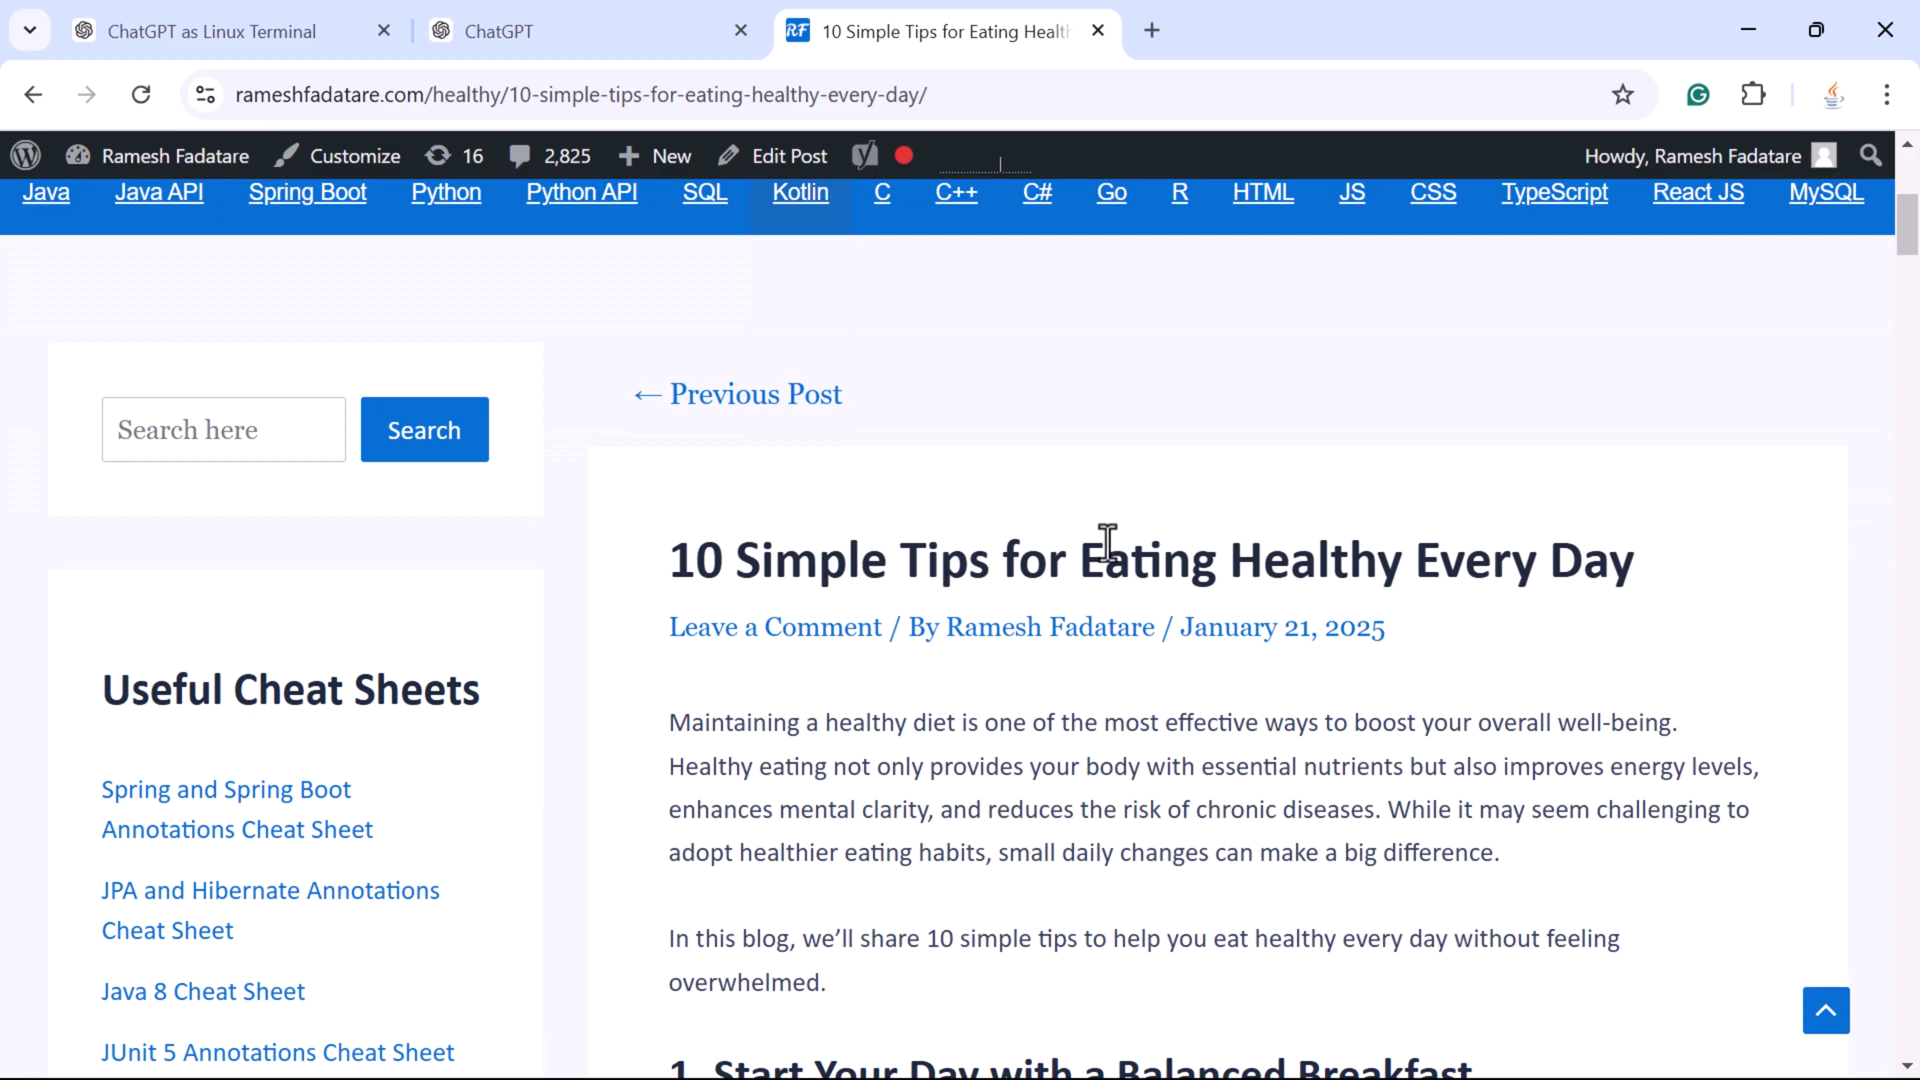 ChatGPT as Linux Terminal
ChatGPT
RF 10 Simple Tips for Eating Healt
rameshfadatare.com/healthy/10-simple-tips-for-eating-healthy-every-day/
Ramesh Fadatare Customize 16 2,825 New Edit Post Howdy, Ramesh Fadatare
Java Java API Spring Boot Python Python API SQL Kotlin C C++ C# Go R HTML JS CSS TypeScript React JS MySQL
← Previous Post
Search here Search
10 Simple Tips for Eating Healthy Every Day
Leave a Comment / By Ramesh Fadatare / January 21, 2025
Useful Cheat Sheets
Spring and Spring Boot
Annotations Cheat Sheet
JPA and Hibernate Annotations
Cheat Sheet
Java 8 Cheat Sheet
JUnit 5 Annotations Cheat Sheet
Maintaining a healthy diet is one of the most effective ways to boost your overall well-being.
Healthy eating not only provides your body with essential nutrients but also improves energy levels,
enhances mental clarity, and reduces the risk of chronic diseases. While it may seem challenging to
adopt healthier eating habits, small daily changes can make a big difference.
In this blog, we'll share 10 simple tips to help you eat healthy every day without feeling
overwhelmed.
1. Start Your Day with a Balanced Breakfast